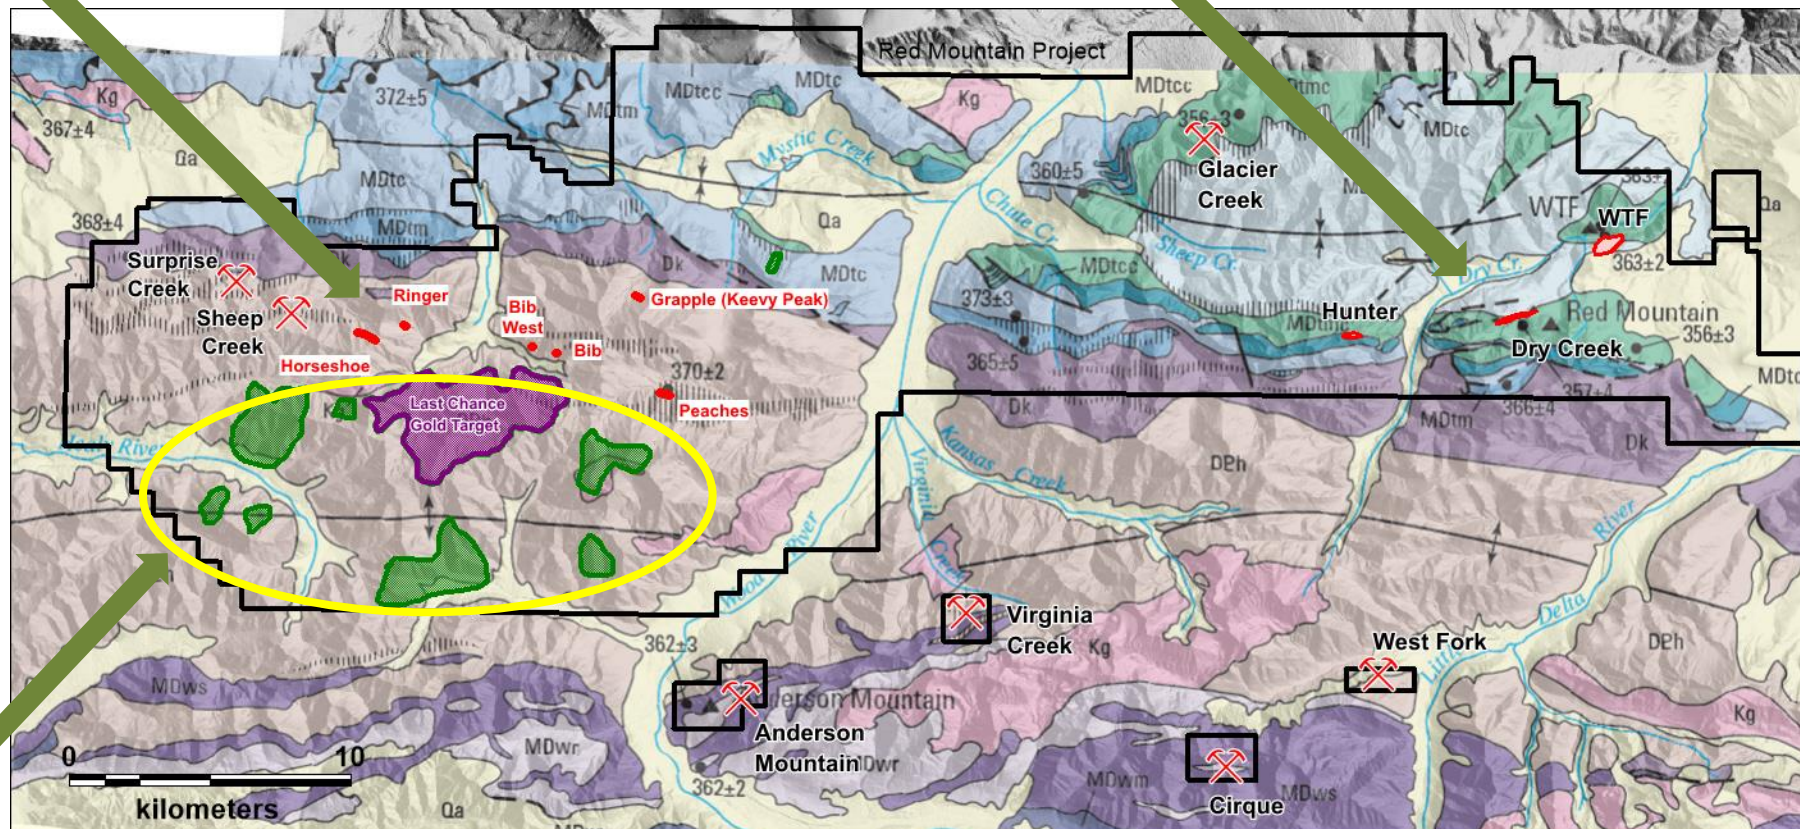 Red Mountain Project
Kg
367±4
372±5
MDtm
MDtcc
MDtcc
Kg
MDtc
Qa
MDtc
Mystic Creek
360±5
Glacier
Creek
WTF
WTF
Qa
368±4
MDtm
Qa
Chute Cr.
Sheep Cr.
Dry Cr.
363±2
Surprise
Creek
Dk
MDtc
MDtcc
Ringer
Grapple (Keevy Peak)
Sheep
Creek
Bib
West
373±3
Hunter
Red Mountain
Horseshoe
Bib
Dry Creek
356±3
365±5
370±2
Peaches
Last Chance
Gold Target
357±4
366±4
MDtm
Dk
Dk
Kansas Creek
DPh
Virginia
Creek
River
Wood River
Virginia
Creek
362±3
Kg
West Fork
Little
Delta
River
DPh
MDws
Anderson
Mountain
Kg
0
10
kilometers
MDwr
362±2
MDwm
MDws
Cirque
Qa